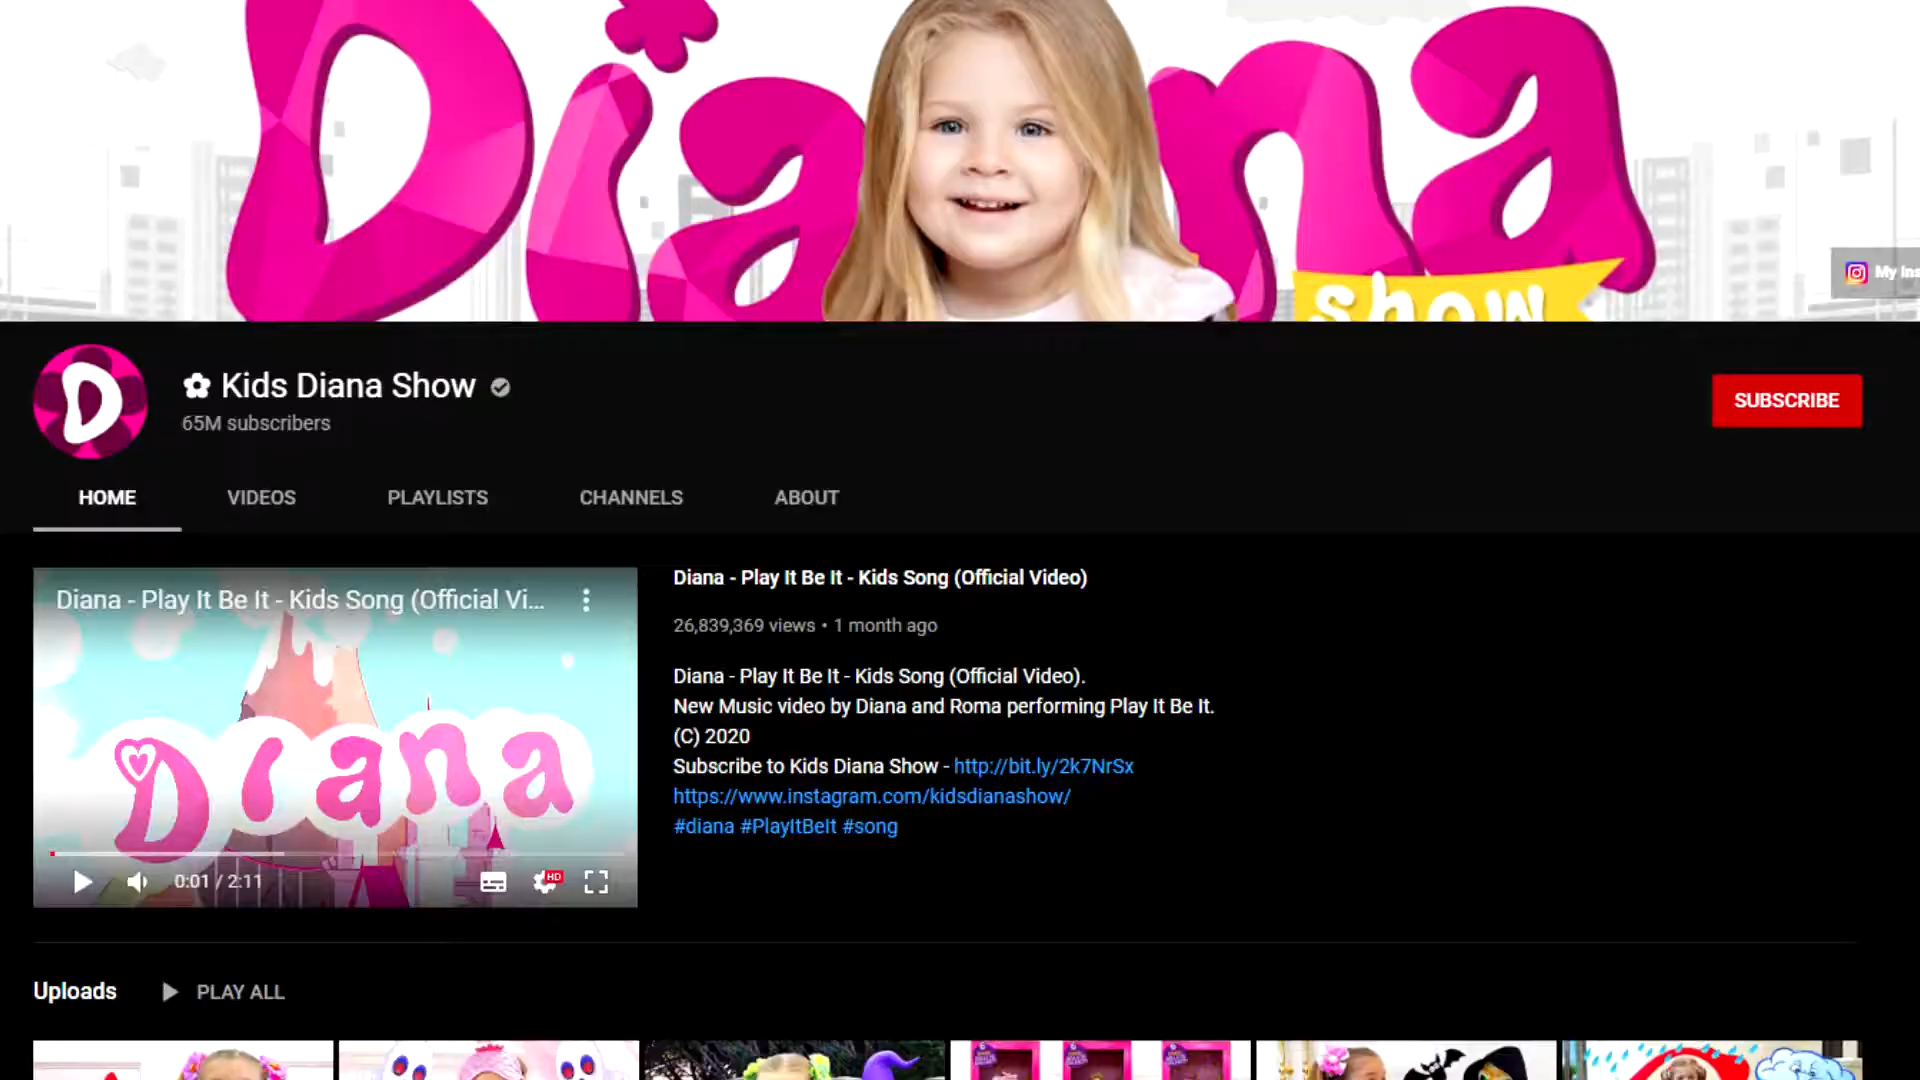 Diana
show
My Ins
D
✿ Kids Diana Show
65M subscribers
SUBSCRIBE
HOME VIDEOS PLAYLISTS CHANNELS ABOUT
Diana - Play It Be It - Kids Song (Official Vi...
Diana
0:01 / 2:11
HD
Diana - Play It Be It - Kids Song (Official Video)
26,839,369 views • 1 month ago
Diana - Play It Be It - Kids Song (Official Video).
New Music video by Diana and Roma performing Play It Be It.
(C) 2020
Subscribe to Kids Diana Show - http://bit.ly/2k7NrSx
https://www.instagram.com/kidsdianashow/
#diana #PlayItBeIt #song
Uploads PLAY ALL